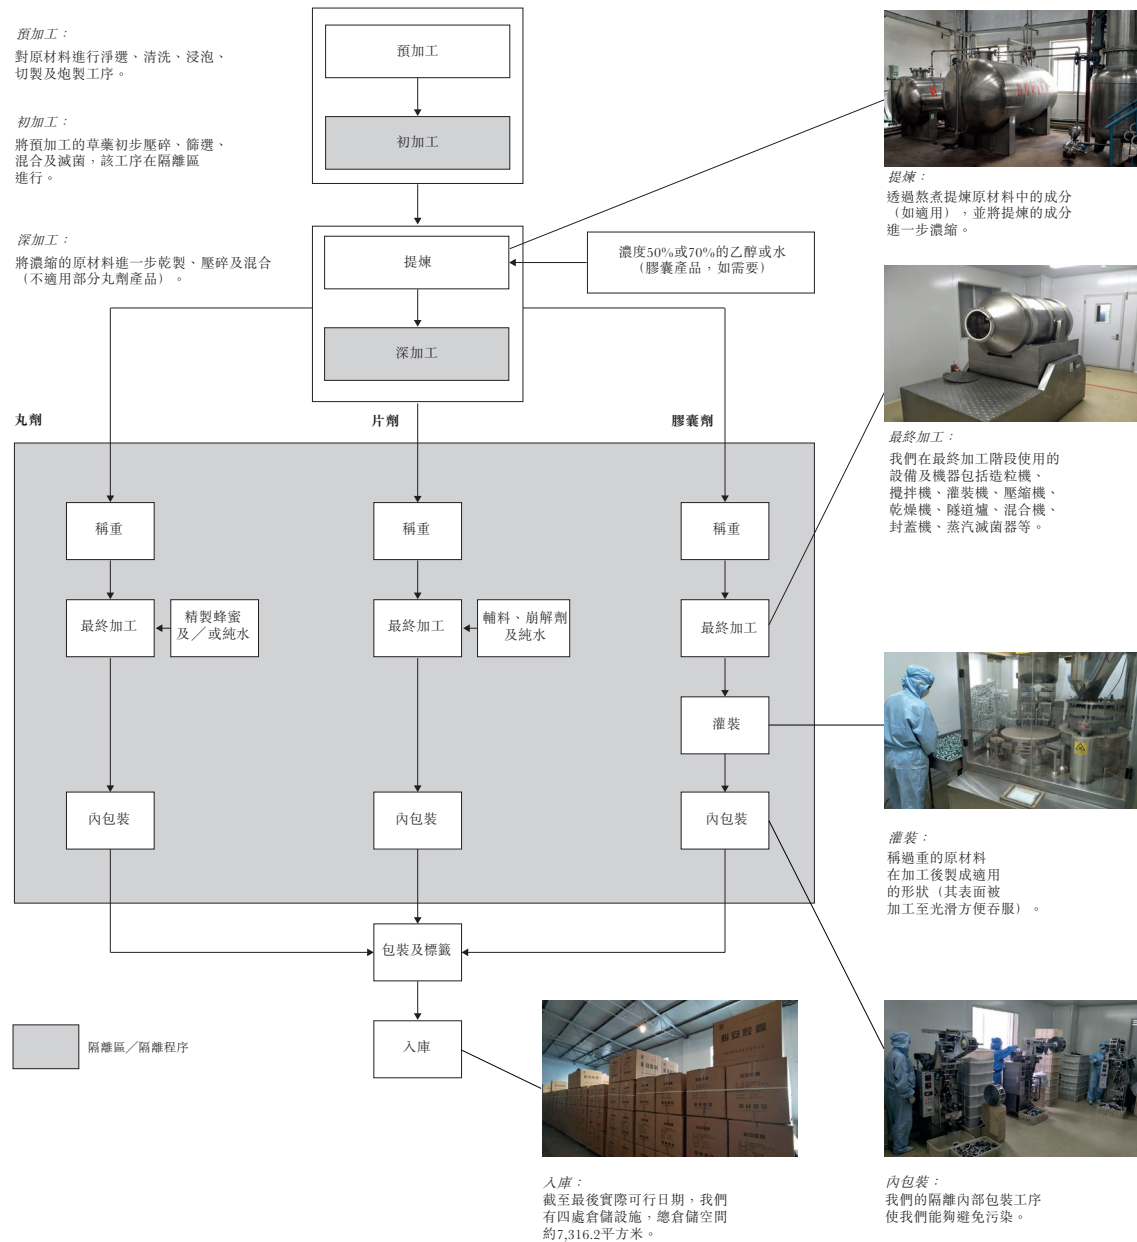 預加工：
對原材料進行淨選、清洗、浸泡、
切製及炮製工序。
初加工：
將預加工的草藥初步壓碎、篩選、
混合及滅菌，該工序在隔離區
進行。
深加工：
將濃縮的原材料進一步乾製、壓碎及混合
（不適用部分丸劑產品）。
預加工
初加工
提煉
深加工
濃度50%或70%的乙醇或水
（膠囊產品，如需要）
提煉：
透過熬煮提煉原材料中的成分
（如適用），並將提煉的成分
進一步濃縮。
丸劑
片劑
膠囊劑
稱重
稱重
稱重
最終加工
精製蜂蜜
及／或純水
最終加工
輔料、崩解劑
及純水
最終加工
灌裝
內包裝
內包裝
內包裝
最終加工：
我們在最終加工階段使用的
設備及機器包括造粒機、
攪拌機、灌裝機、壓縮機、
乾燥機、隧道爐、混合機、
封蓋機、蒸汽滅菌器等。
灌裝：
稱過重的原材料
在加工後製成適用
的形狀（其表面被
加工至光滑方便吞服）。
包裝及標籤
入庫
隔離區／隔離程序
入庫：
截至最後實際可行日期，我們
有四處倉儲設施，總倉儲空間
約7,316.2平方米。
內包裝：
我們的隔離內部包裝工序
使我們能夠避免污染。